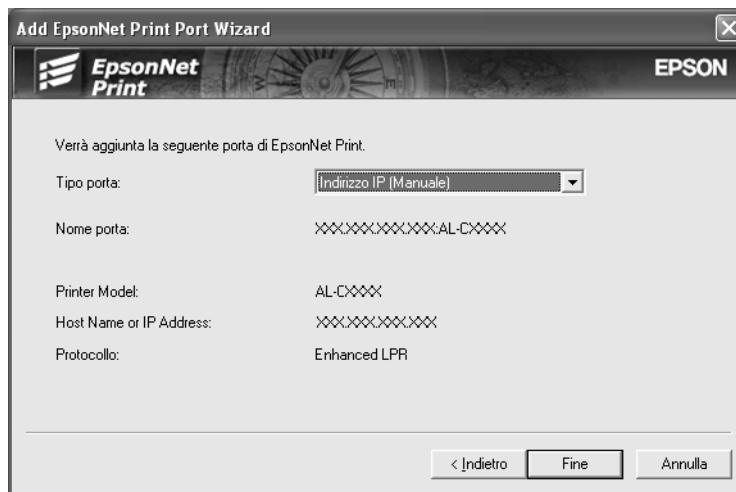 Add EpsonNet Print Port Wizard
EpsonNet
Print
EPSON
Verrà aggiunta la seguente porta di EpsonNet Print.
Tipo porta: Indirizzo IP (Manuale)
Nome porta: XXX.XXX.XXX.XXX:AL-CXXXX
Printer Model: AL-CXXXX
Host Name or IP Address: XXX.XXX.XXX.XXX
Protocollo: Enhanced LPR
< Indietro Fine Annulla